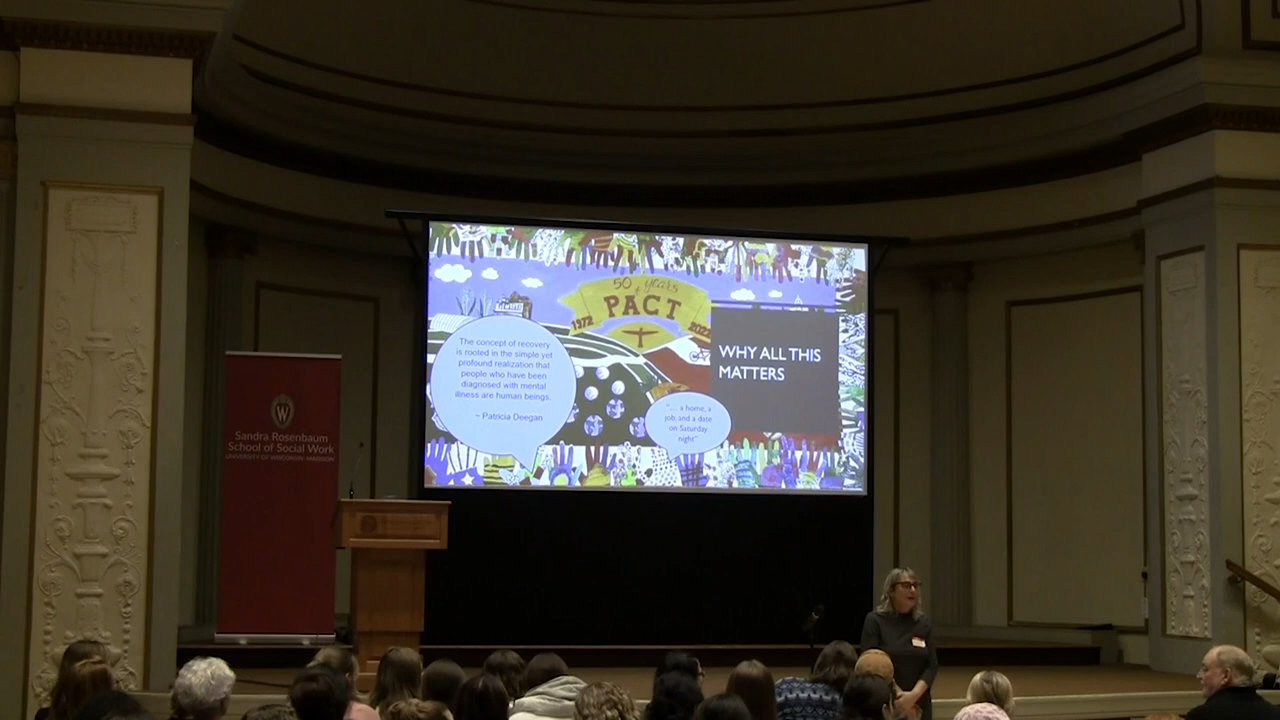 50 years
of
PACT
1972
2022
The concept of recovery
is rooted in the simple yet
profound realization that
people who have been
diagnosed with mental
illness are human beings.
~ Patricia Deegan
WHY ALL THIS
MATTERS
"... a home, a
job, and a date
on Saturday
night"
W
Sandra Rosenbaum
School of Social Work
UNIVERSITY OF WISCONSIN-MADISON